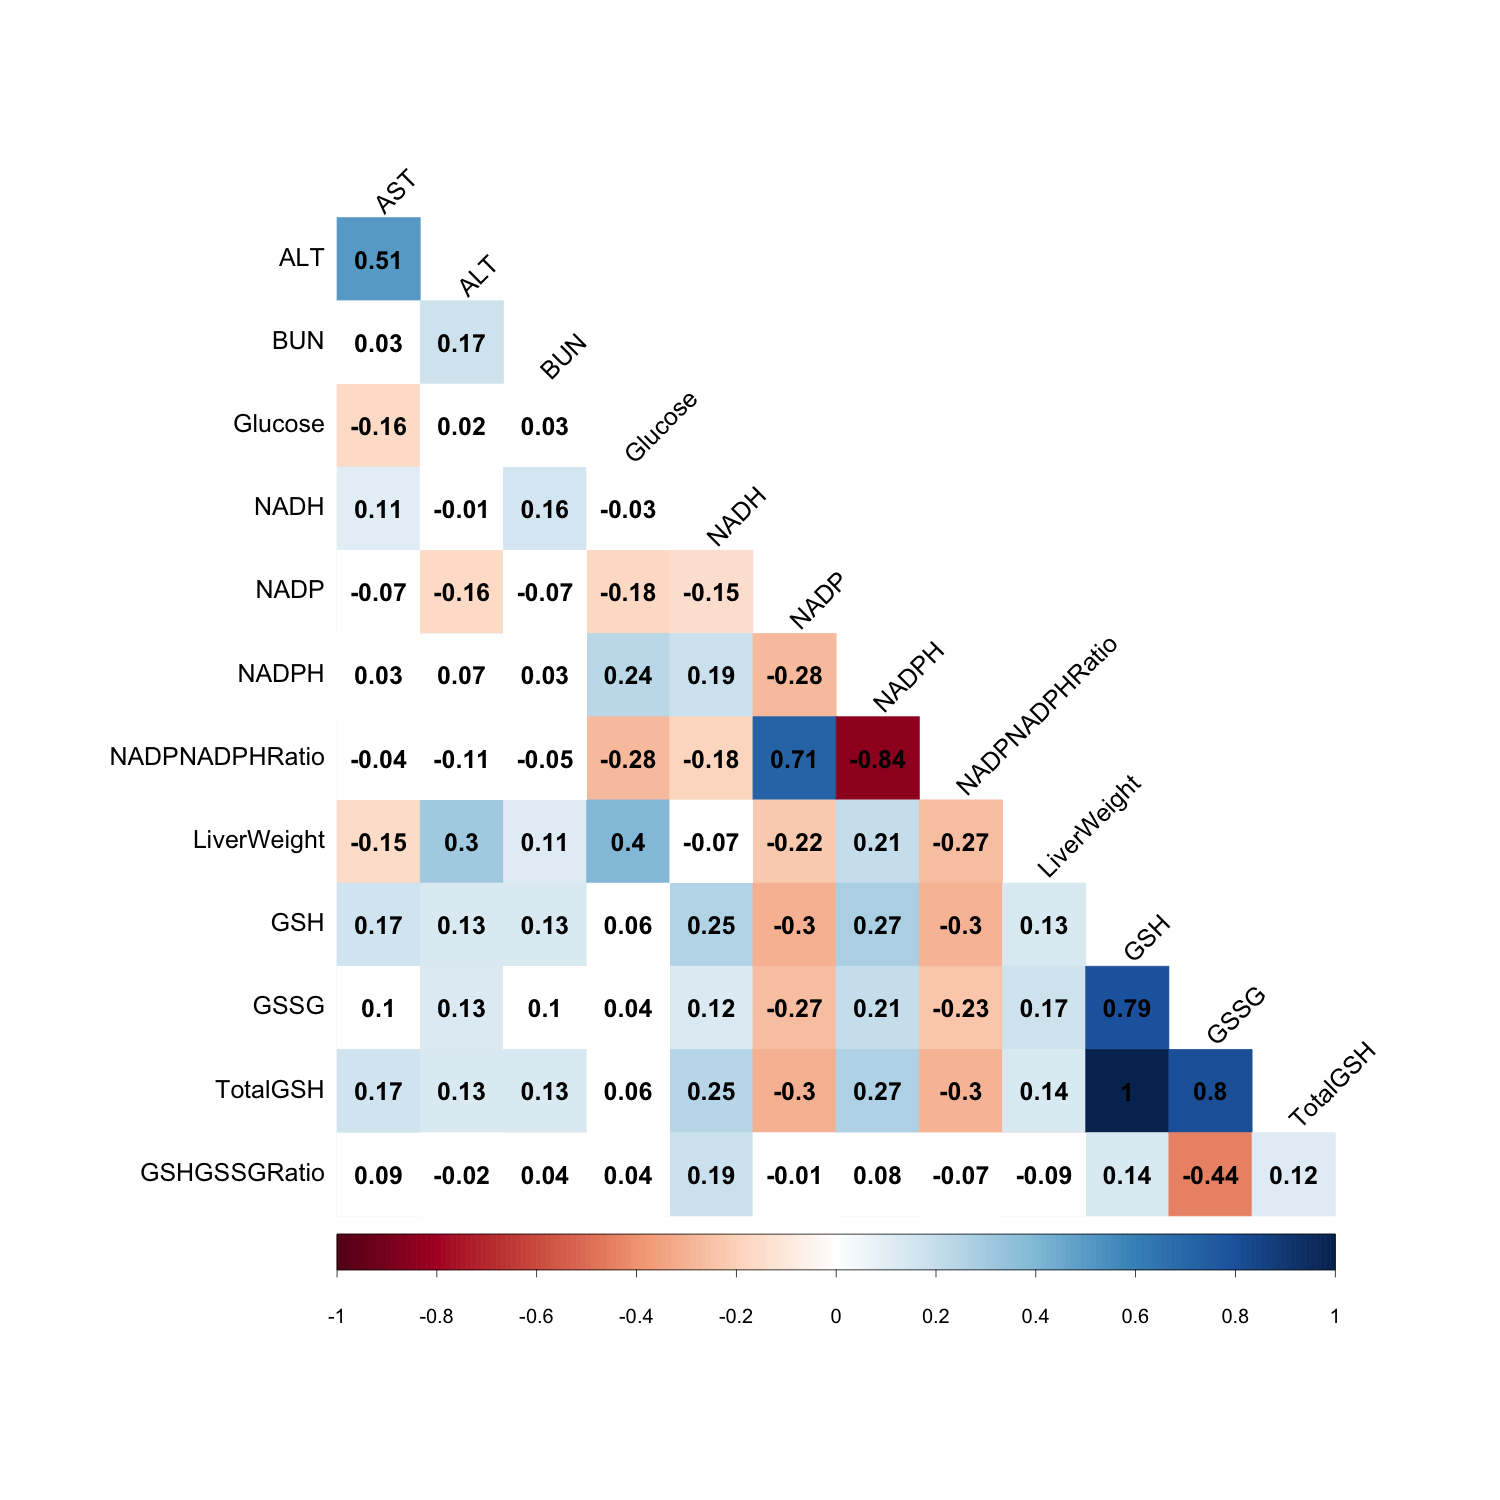 AST
ALT 0.51
ALT
BUN 0.03 0.17
BUN
Glucose -0.16 0.02 0.03
Glucose
NADH 0.11 -0.01 0.16 -0.03
NADH
NADP -0.07 -0.16 -0.07 -0.18 -0.15
NADP
NADPH 0.03 0.07 0.03 0.24 0.19 -0.28
NADPH
NADPNADPHRatio -0.04 -0.11 -0.05 -0.28 -0.18 0.71 -0.84
NADPNADPHRatio
LiverWeight -0.15 0.3 0.11 0.4 -0.07 -0.22 0.21 -0.27
LiverWeight
GSH 0.17 0.13 0.13 0.06 0.25 -0.3 0.27 -0.3 0.13
GSH
GSSG 0.1 0.13 0.1 0.04 0.12 -0.27 0.21 -0.23 0.17 0.79
GSSG
TotalGSH 0.17 0.13 0.13 0.06 0.25 -0.3 0.27 -0.3 0.14 1 0.8
TotalGSH
GSHGSSGRatio 0.09 -0.02 0.04 0.04 0.19 -0.01 0.08 -0.07 -0.09 0.14 -0.44 0.12
-1 -0.8 -0.6 -0.4 -0.2 0 0.2 0.4 0.6 0.8 1